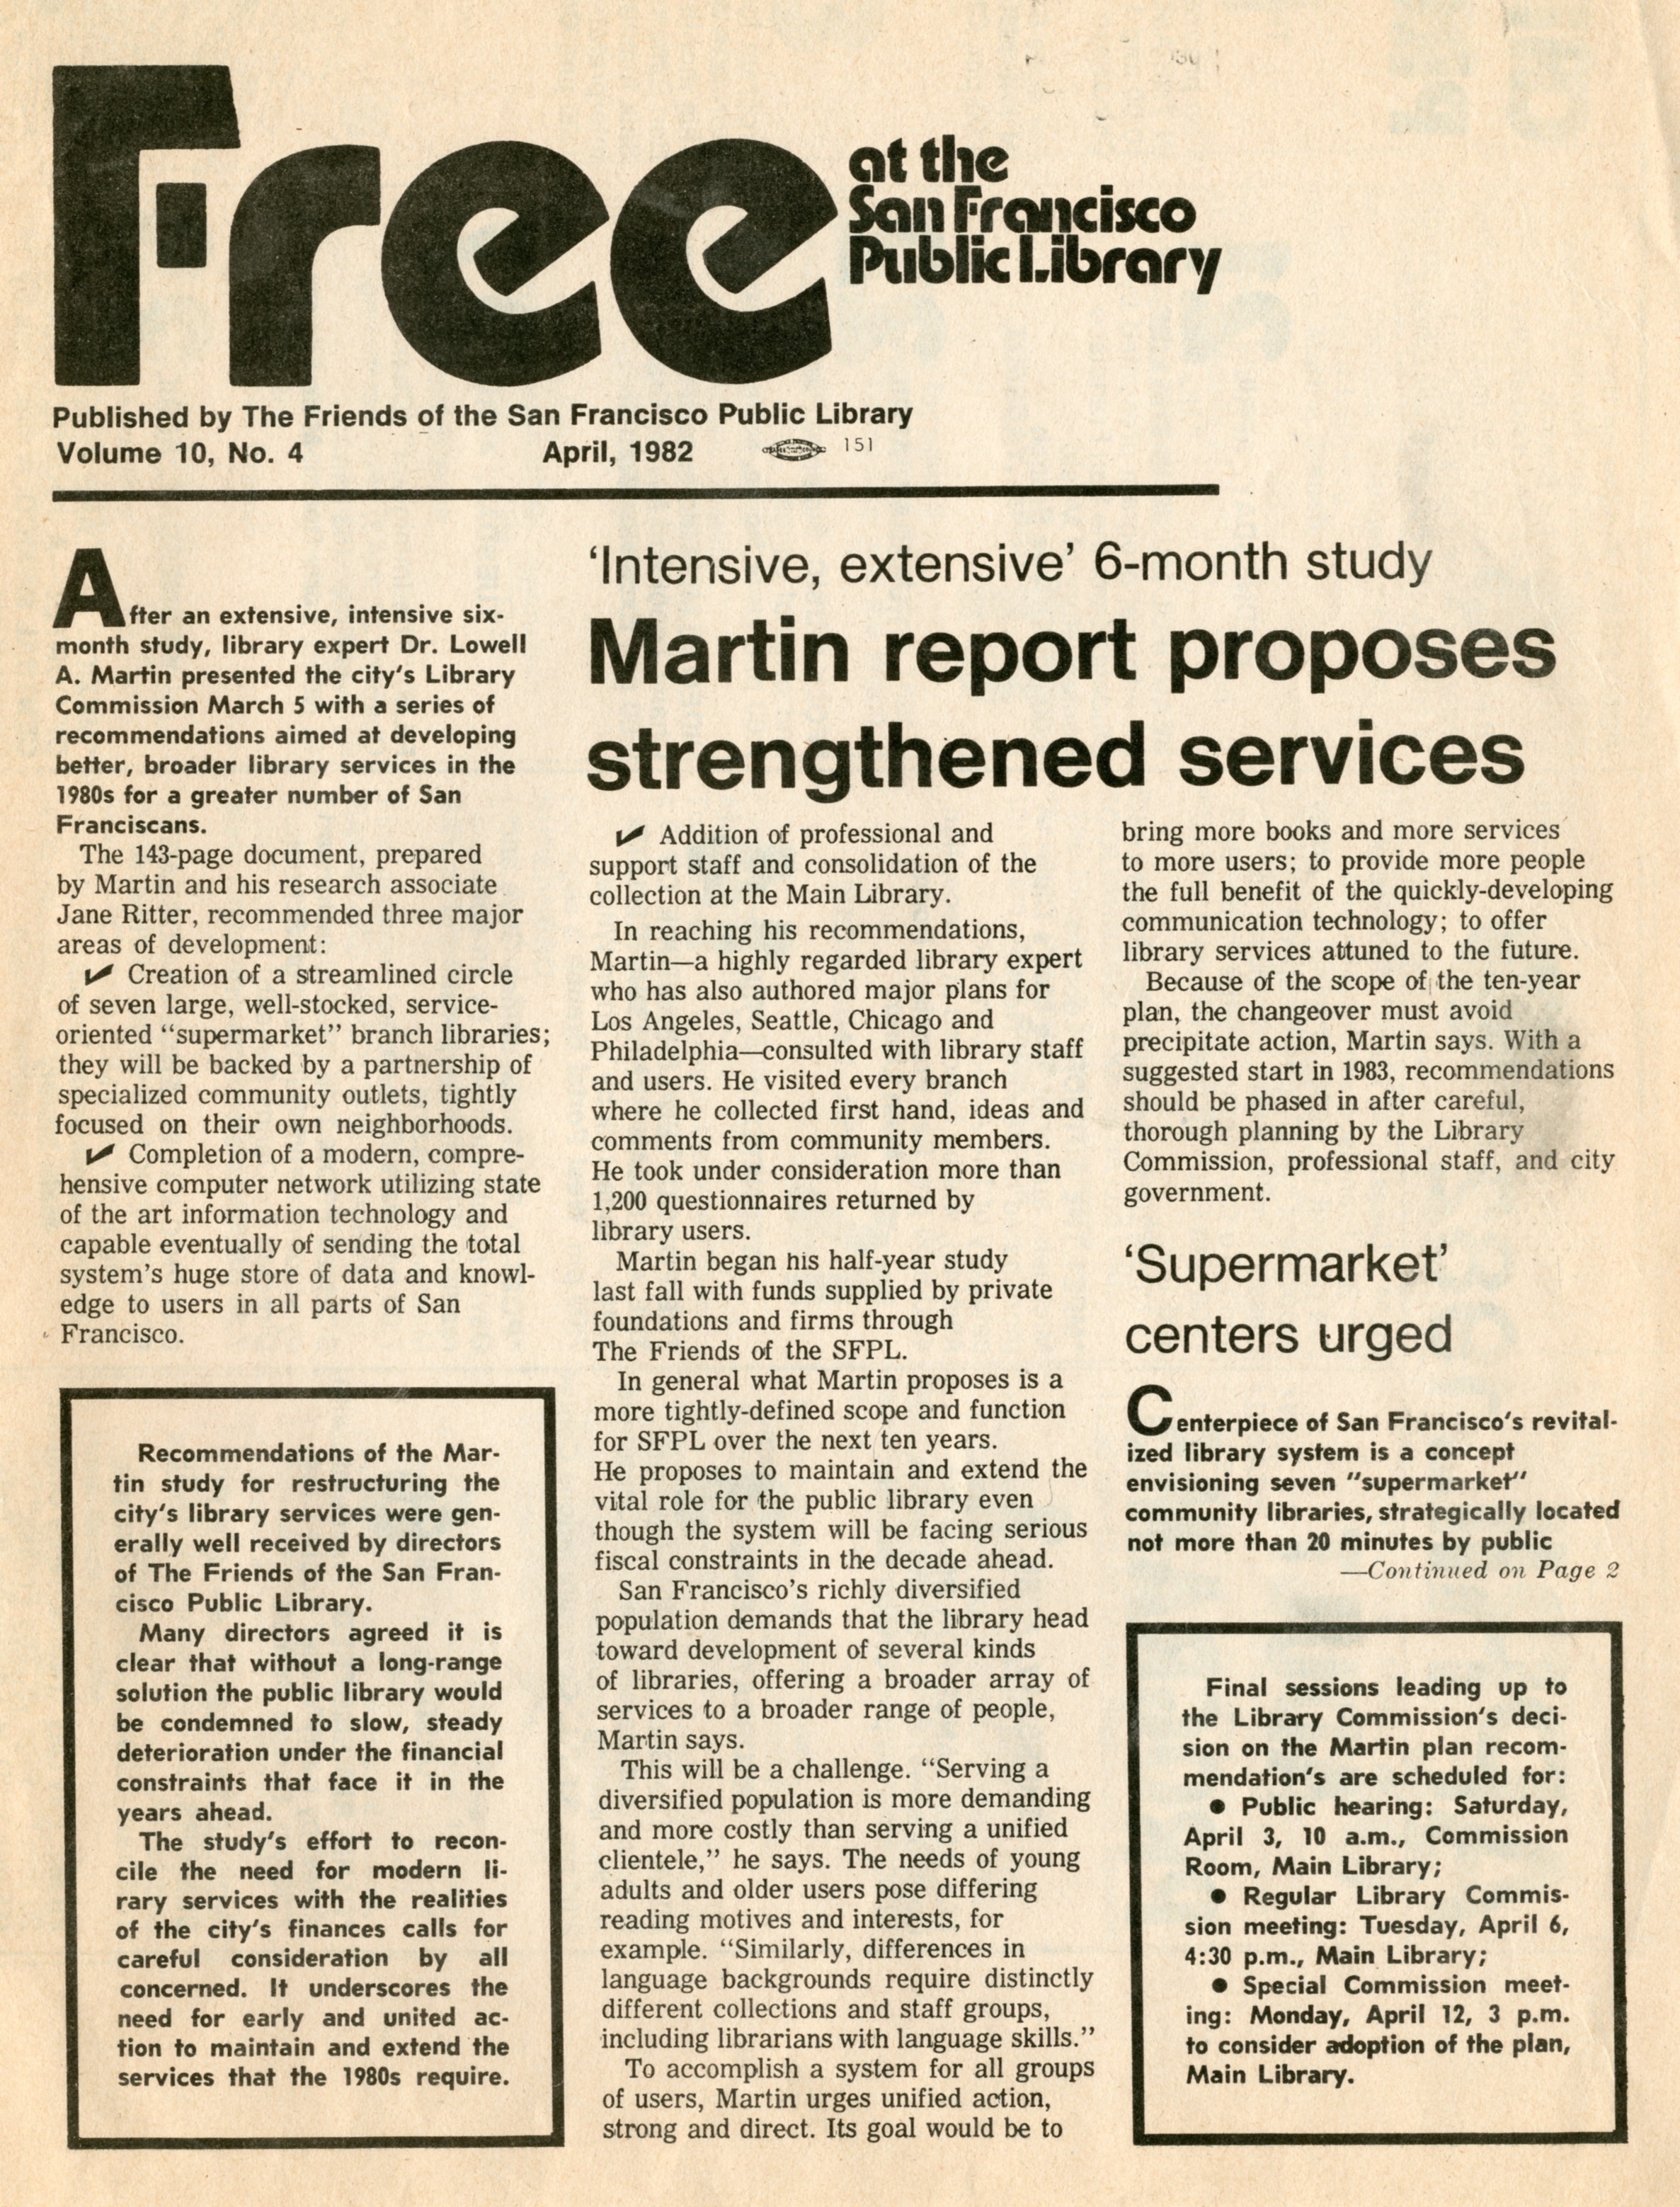 Free
at the
San Francisco
Public Library
Published by The Friends of the San Francisco Public Library
Volume 10, No. 4 April, 1982 151
'Intensive, extensive' 6-month study
Martin report proposes
strengthened services
After an extensive, intensive six-
month study, library expert Dr. Lowell
A. Martin presented the city's Library
Commission March 5 with a series of
recommendations aimed at developing
better, broader library services in the
1980s for a greater number of San
Franciscans.
The 143-page document, prepared
by Martin and his research associate
Jane Ritter, recommended three major
areas of development:
✔ Creation of a streamlined circle
of seven large, well-stocked, service-
oriented "supermarket" branch libraries;
they will be backed by a partnership of
specialized community outlets, tightly
focused on their own neighborhoods.
✔ Completion of a modern, compre-
hensive computer network utilizing state
of the art information technology and
capable eventually of sending the total
system's huge store of data and knowl-
edge to users in all parts of San
Francisco.
Recommendations of the Mar-
tin study for restructuring the
city's library services were gen-
erally well received by directors
of The Friends of the San Fran-
cisco Public Library.
Many directors agreed it is
clear that without a long-range
solution the public library would
be condemned to slow, steady
deterioration under the financial
constraints that face it in the
years ahead.
The study's effort to recon-
cile the need for modern li-
rary services with the realities
of the city's finances calls for
careful consideration by all
concerned. It underscores the
need for early and united ac-
tion to maintain and extend the
services that the 1980s require.
✔ Addition of professional and
support staff and consolidation of the
collection at the Main Library.
In reaching his recommendations,
Martin—a highly regarded library expert
who has also authored major plans for
Los Angeles, Seattle, Chicago and
Philadelphia—consulted with library staff
and users. He visited every branch
where he collected first hand, ideas and
comments from community members.
He took under consideration more than
1,200 questionnaires returned by
library users.
Martin began his half-year study
last fall with funds supplied by private
foundations and firms through
The Friends of the SFPL.
In general what Martin proposes is a
more tightly-defined scope and function
for SFPL over the next ten years.
He proposes to maintain and extend the
vital role for the public library even
though the system will be facing serious
fiscal constraints in the decade ahead.
San Francisco's richly diversified
population demands that the library head
toward development of several kinds
of libraries, offering a broader array of
services to a broader range of people,
Martin says.
This will be a challenge. "Serving a
diversified population is more demanding
and more costly than serving a unified
clientele," he says. The needs of young
adults and older users pose differing
reading motives and interests, for
example. "Similarly, differences in
language backgrounds require distinctly
different collections and staff groups,
including librarians with language skills."
To accomplish a system for all groups
of users, Martin urges unified action,
strong and direct. Its goal would be to
bring more books and more services
to more users; to provide more people
the full benefit of the quickly-developing
communication technology; to offer
library services attuned to the future.
Because of the scope of the ten-year
plan, the changeover must avoid
precipitate action, Martin says. With a
suggested start in 1983, recommendations
should be phased in after careful,
thorough planning by the Library
Commission, professional staff, and city
government.
'Supermarket'
centers urged
Centerpiece of San Francisco's revital-
ized library system is a concept
envisioning seven "supermarket"
community libraries, strategically located
not more than 20 minutes by public
—Continued on Page 2
Final sessions leading up to
the Library Commission's deci-
sion on the Martin plan recom-
mendation's are scheduled for:
● Public hearing: Saturday,
April 3, 10 a.m., Commission
Room, Main Library;
● Regular Library Commis-
sion meeting: Tuesday, April 6,
4:30 p.m., Main Library;
● Special Commission meet-
ing: Monday, April 12, 3 p.m.
to consider adoption of the plan,
Main Library.